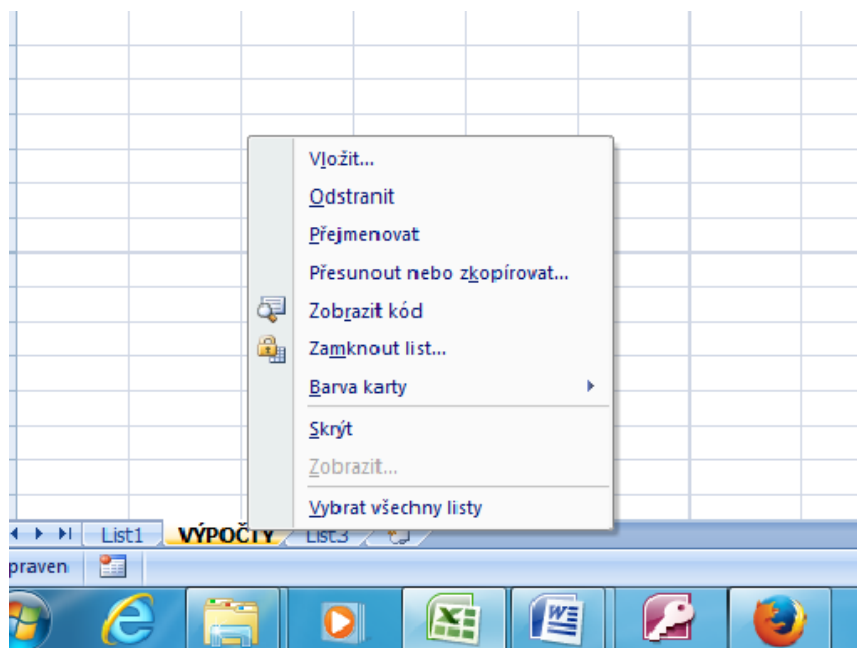 Vložit...
Odstranit
Přejmenovat
Přesunout nebo zkopírovat...
Zobrazit kód
Zamknout list...
Barva karty
Skrýt
Zobrazit...
Vybrat všechny listy
List1 VÝPOČTY List3
praven